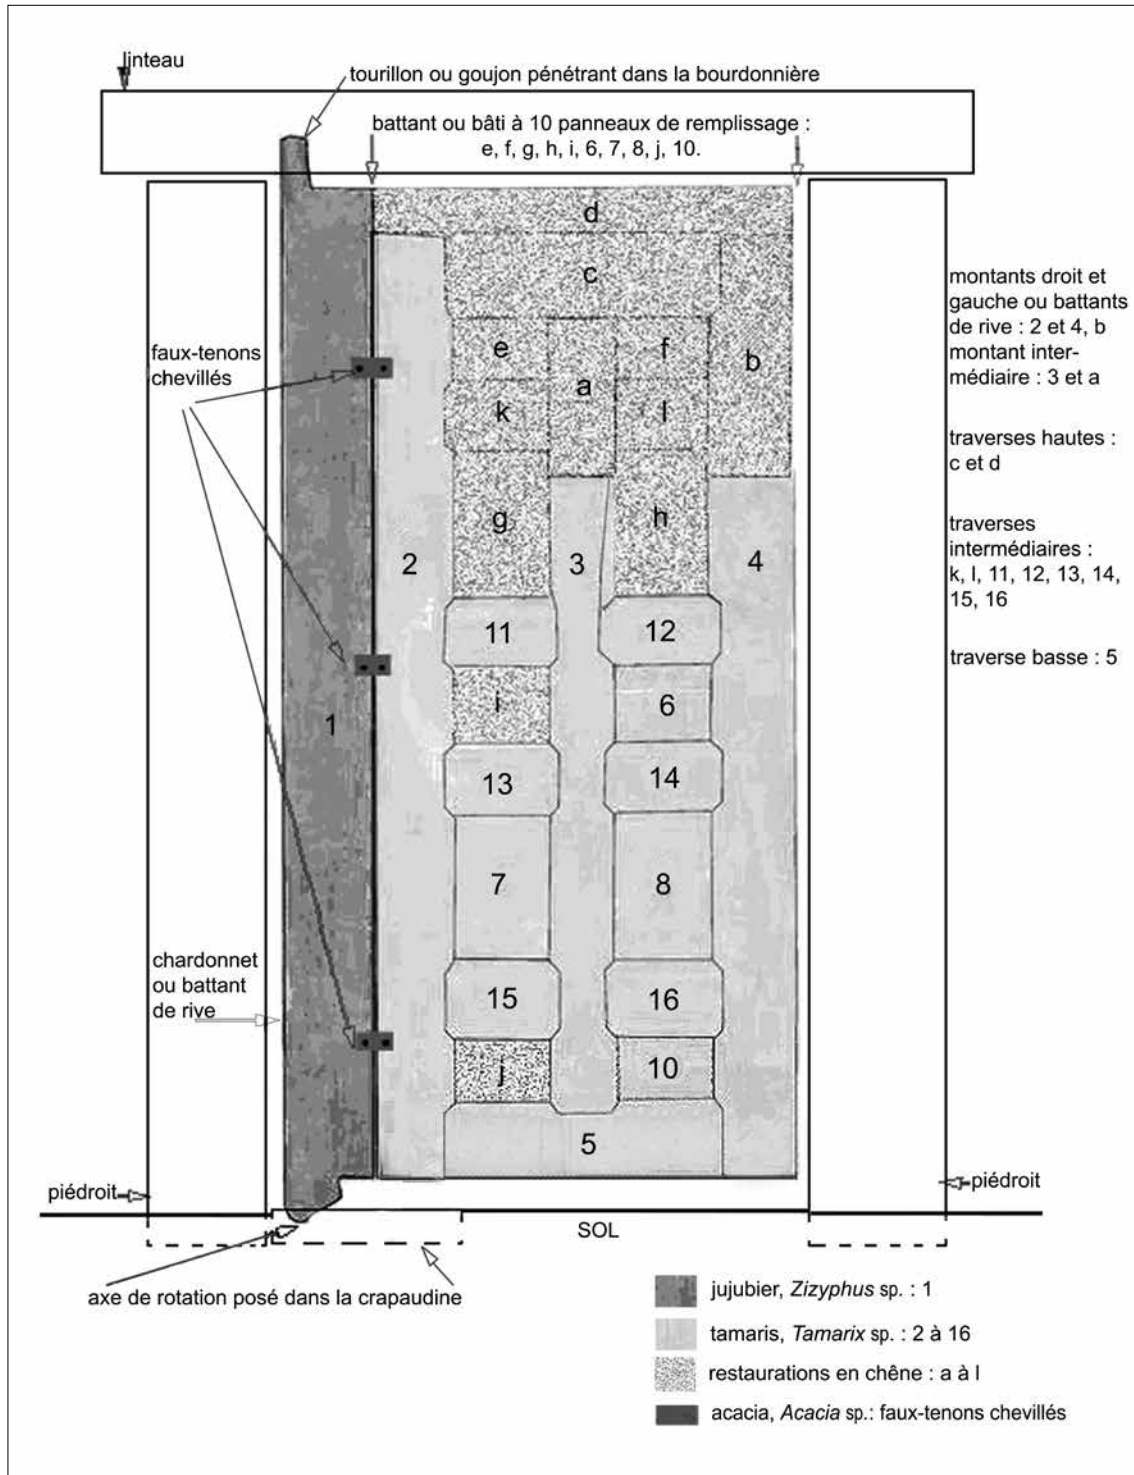 linteau
tourillon ou goujon pénétrant dans la bourdonnière
battant ou bâti à 10 panneaux de remplissage :
e, f, g, h, i, 6, 7, 8, j, 10.
d
c
e
f
a
b
k
l
g
h
2
3
4
11
12
i
6
1
13
14
7
8
15
16
j
10
5
faux-tenons
chevillés
chardonnet
ou battant
de rive
montants droit et
gauche ou battants
de rive : 2 et 4, b
montant inter-
médiaire : 3 et a
traverses hautes :
c et d
traverses
intermédiaires :
k, l, 11, 12, 13, 14,
15, 16
traverse basse : 5
piédroit
piédroit
SOL
axe de rotation posé dans la crapaudine
jujubier, Zizyphus sp. : 1
tamaris, Tamarix sp. : 2 à 16
restaurations en chêne : a à l
acacia, Acacia sp.: faux-tenons chevillés